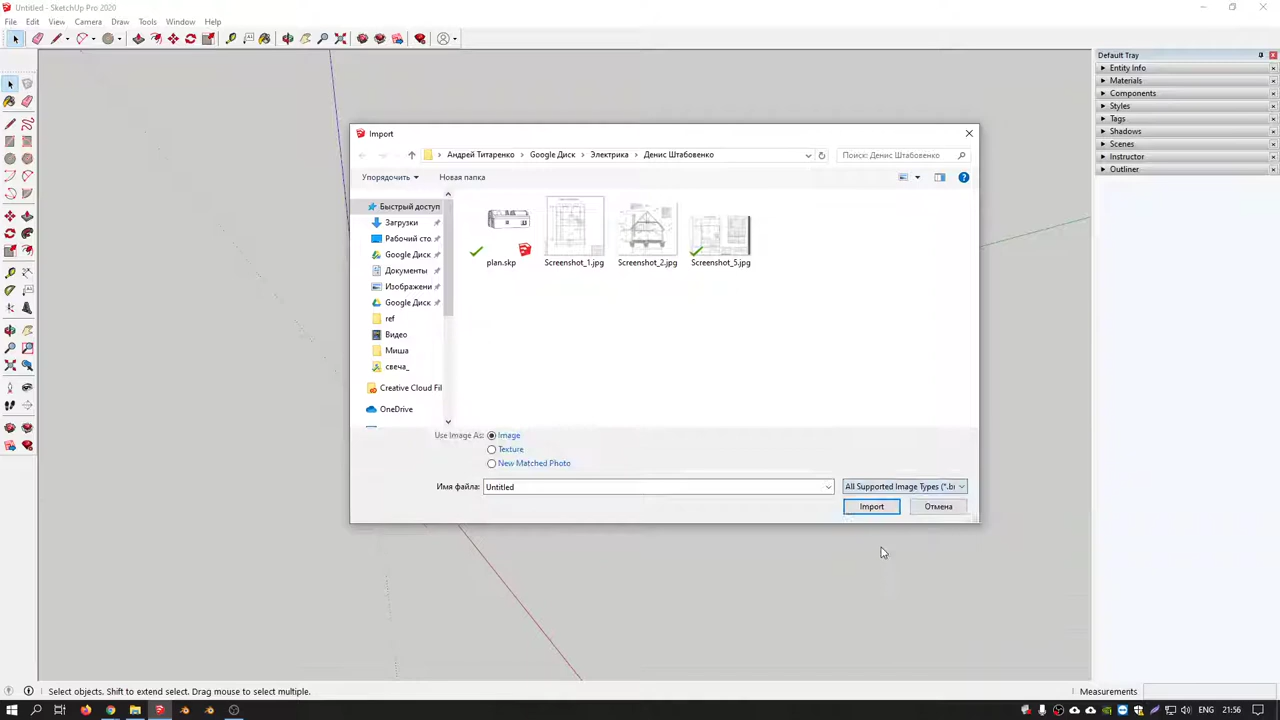 Untitled - SketchUp Pro 2020
File Edit View Camera Draw Tools Window Help
Default Tray
Entity Info
Materials
Components
Styles
Tags
Shadows
Scenes
Instructor
Outliner
Import
Андрей Титаренко Google Диск Электрика Денис Штабовенко
Поиск: Денис Штабовенко
Упорядочить Новая папка
Быстрый доступ
Загрузки
Рабочий сто
Google Диск
Документы
Изображени
Google Диск
ref
Видео
Миша
свеча_
Creative Cloud Fil
OneDrive
plan.skp
Screenshot_1.jpg
Screenshot_2.jpg
Screenshot_5.jpg
Use Image As: Image
Texture
New Matched Photo
Имя файла: Untitled
All Supported Image Types (*.b
Import Отмена
Select objects. Shift to extend select. Drag mouse to select multiple.
Measurements
ENG 21:56